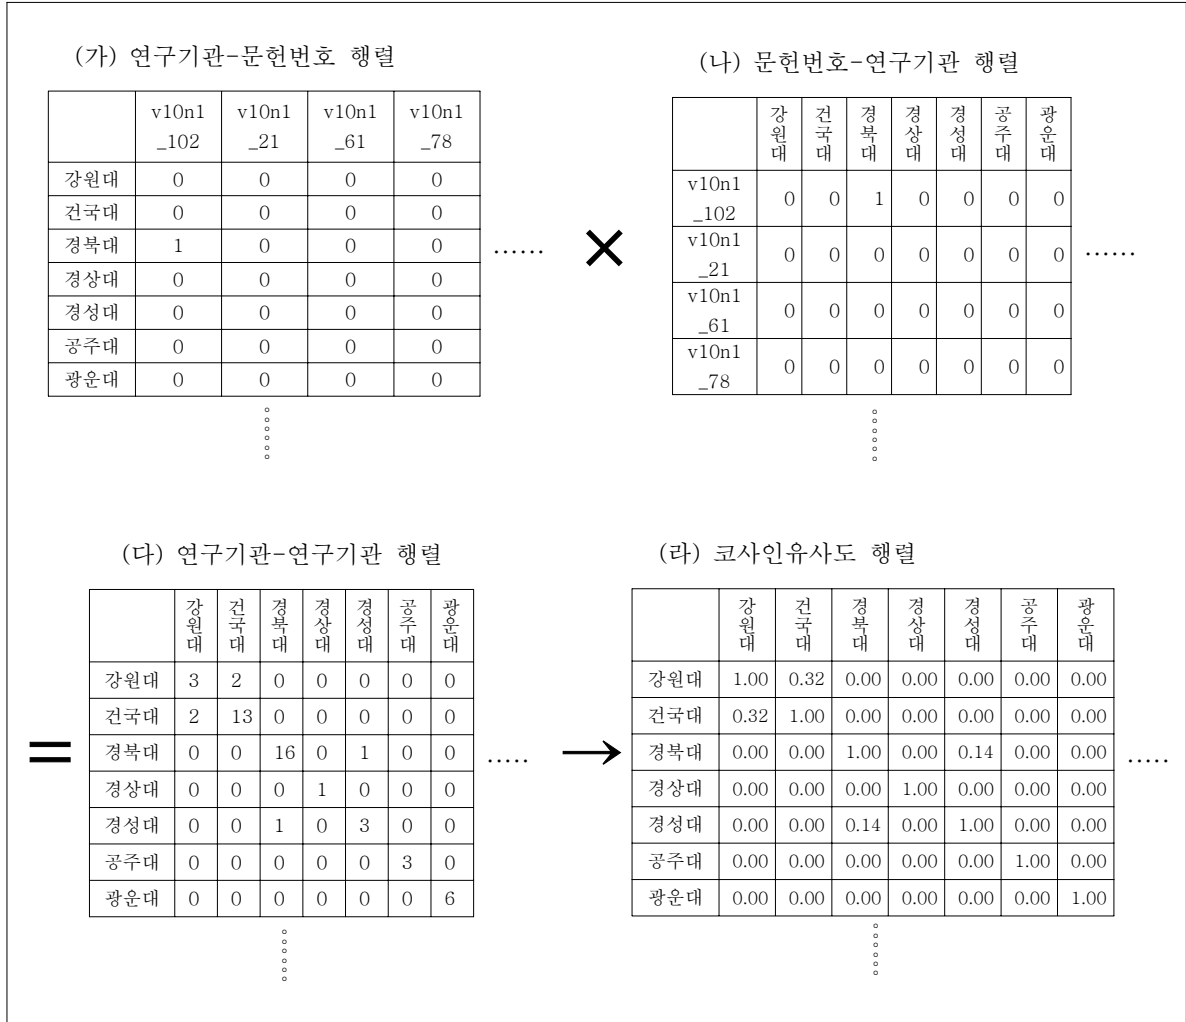 (가) 연구기관-문헌번호 행렬
v10n1 v10n1 v10n1 v10n1
_102 _21 _61 _78
강원대 0 0 0 0
건국대 0 0 0 0
경북대 1 0 0 0
경상대 0 0 0 0
경성대 0 0 0 0
공주대 0 0 0 0
광운대 0 0 0 0
……
×
(나) 문헌번호-연구기관 행렬
강원대 건국대 경북대 경상대 경성대 공주대 광운대
v10n1
_102 0 0 1 0 0 0 0
v10n1
_21 0 0 0 0 0 0 0
v10n1
_61 0 0 0 0 0 0 0
v10n1
_78 0 0 0 0 0 0 0
……
=
(다) 연구기관-연구기관 행렬
강원대 건국대 경북대 경상대 경성대 공주대 광운대
강원대 3 2 0 0 0 0 0
건국대 2 13 0 0 0 0 0
경북대 0 0 16 0 1 0 0
경상대 0 0 0 1 0 0 0
경성대 0 0 1 0 3 0 0
공주대 0 0 0 0 0 3 0
광운대 0 0 0 0 0 0 6
.....
→
(라) 코사인유사도 행렬
강원대 건국대 경북대 경상대 경성대 공주대 광운대
강원대 1.00 0.32 0.00 0.00 0.00 0.00 0.00
건국대 0.32 1.00 0.00 0.00 0.00 0.00 0.00
경북대 0.00 0.00 1.00 0.00 0.14 0.00 0.00
경상대 0.00 0.00 0.00 1.00 0.00 0.00 0.00
경성대 0.00 0.00 0.14 0.00 1.00 0.00 0.00
공주대 0.00 0.00 0.00 0.00 0.00 1.00 0.00
광운대 0.00 0.00 0.00 0.00 0.00 0.00 1.00
.....